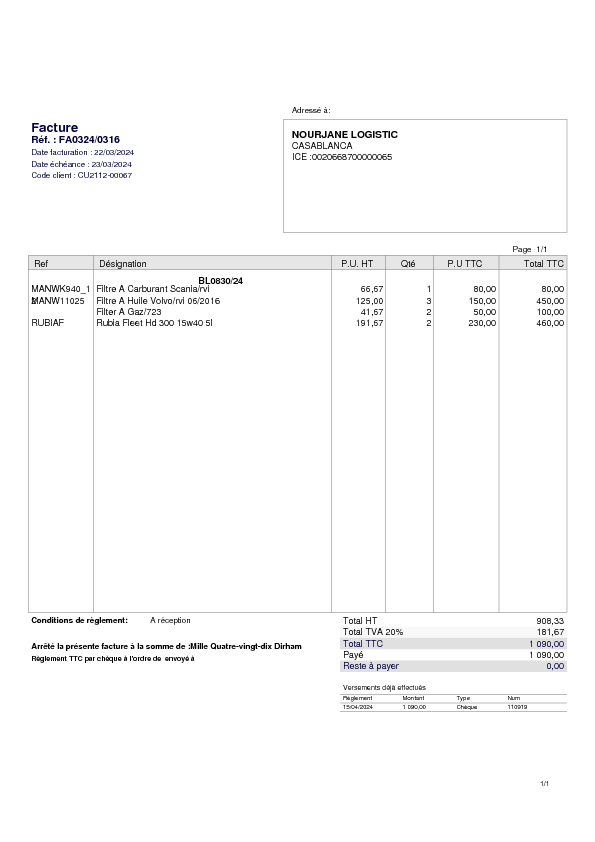 Adressé à:
Facture
Réf. : FA0324/0316
Date facturation : 22/03/2024
Date échéance : 23/03/2024
Code client : CU2112-00067
NOURJANE LOGISTIC
CASABLANCA
ICE :0020668700000065
Page 1/1
Ref Désignation P.U. HT Qté P.U TTC Total TTC
BL0830/24
MANWK940_1 Filtre A Carburant Scania/rvi 66,67 1 80,00 80,00
MANW11025 Filtre A Huile Volvo/rvi 06/2016 125,00 3 150,00 450,00
Filter A Gaz/723 41,67 2 50,00 100,00
RUBIAF Rubia Fleet Hd 300 15w40 5l 191,67 2 230,00 460,00
Conditions de règlement: A réception
Total HT 908,33
Total TVA 20% 181,67
Total TTC 1 090,00
Payé 1 090,00
Reste à payer 0,00
Arrêté la présente facture à la somme de :Mille Quatre-vingt-dix Dirham
Règlement TTC par chèque à l'ordre de envoyé à
Versements déjà effectués
Règlement Montant Type Num
15/04/2024 1 090,00 Chèque 110919
1/1